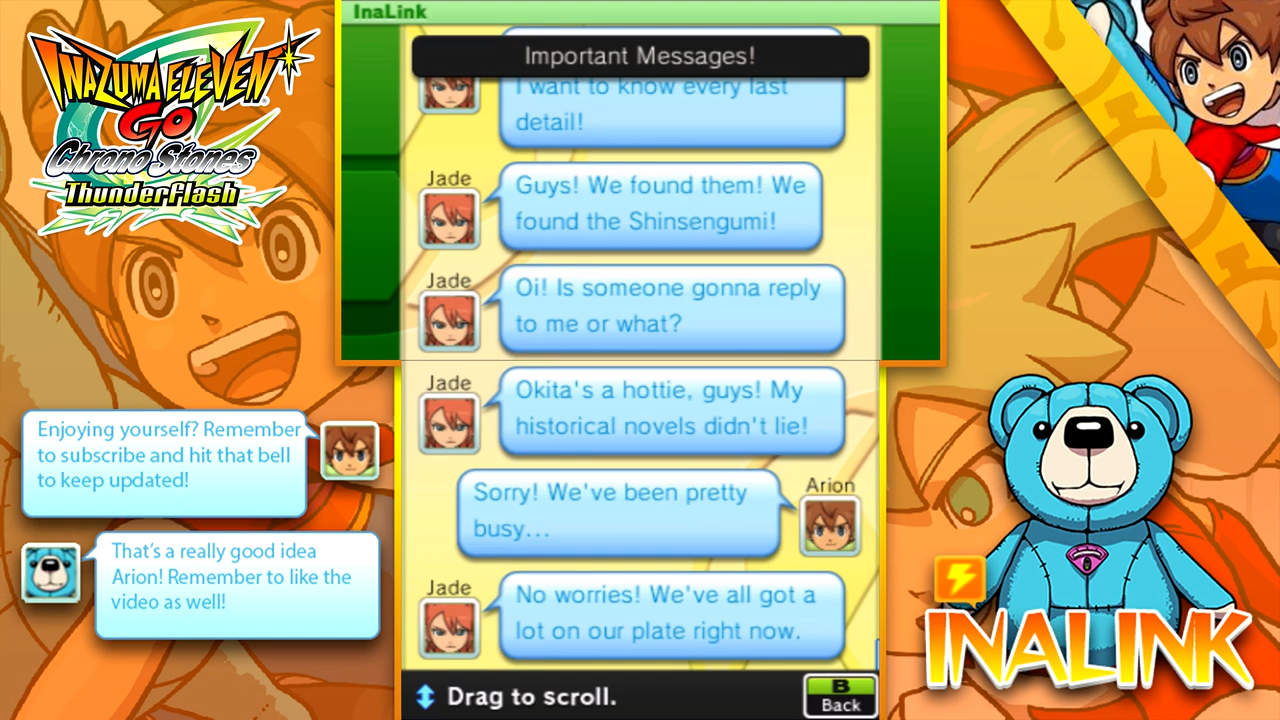 INAZUMA ELEVEN
GO
Chrono Stones
Thunderflash
InaLink
Important Messages!
I want to know every last
detail!
Jade
Guys! We found them! We
found the Shinsengumi!
Jade
Oi! Is someone gonna reply
to me or what?
Jade
Okita's a hottie, guys! My
historical novels didn't lie!
Sorry! We've been pretty
busy...
Arion
Jade
No worries! We've all got a
lot on our plate right now.
Drag to scroll.
B
Back
Enjoying yourself? Remember
to subscribe and hit that bell
to keep updated!
That's a really good idea
Arion! Remember to like the
video as well!
INALINK